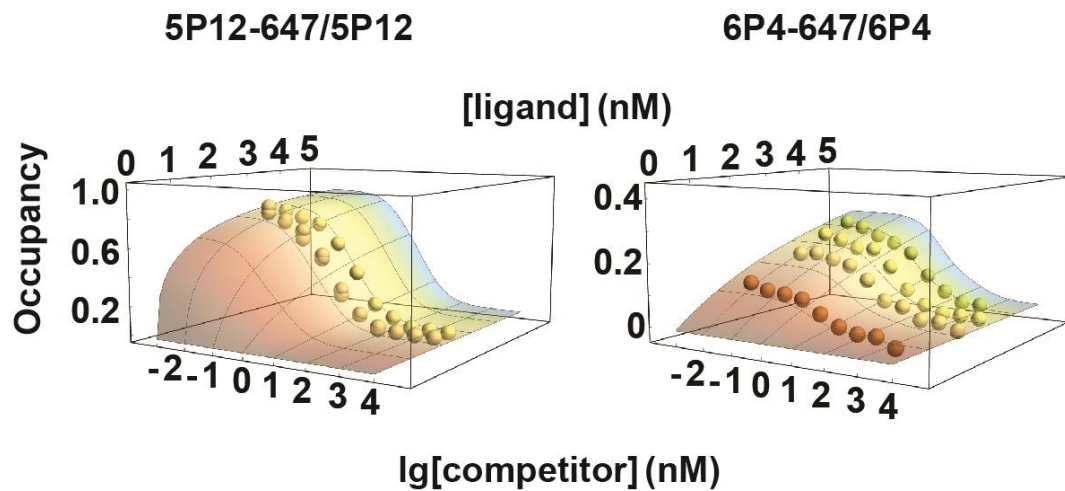 5P12-647/5P12
6P4-647/6P4
[ligand] (nM)
0 1 2 3 4 5
0 1 2 3 4 5
Occupancy
1.0
0.6
0.2
0.4
0.2
0
-2 -1 0 1 2 3 4
-2 -1 0 1 2 3 4
lg[competitor] (nM)